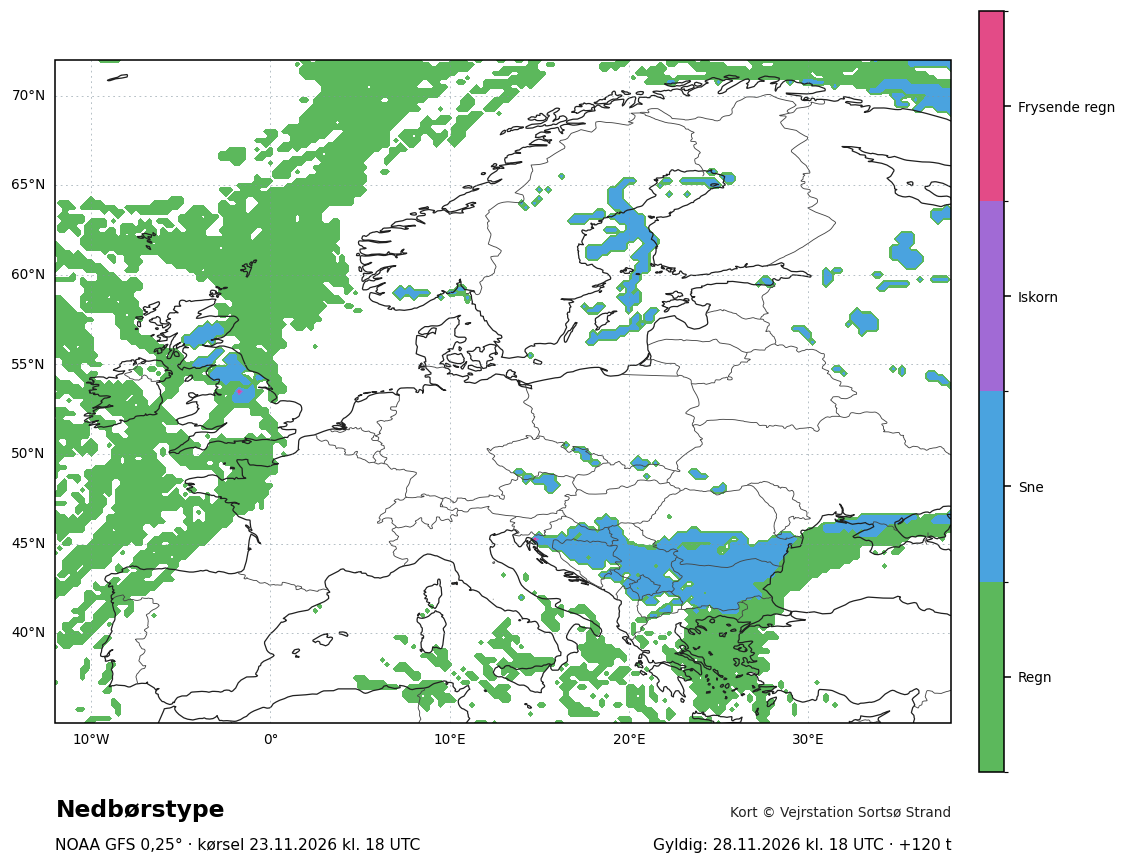 Frysende regn
Iskorn
Sne
Regn
70°N
65°N
60°N
55°N
50°N
45°N
40°N
10°W
0°
10°E
20°E
30°E
Nedbørstype
Kort © Vejrstation Sortsø Strand
NOAA GFS 0,25° · kørsel 23.11.2026 kl. 18 UTC
Gyldig: 28.11.2026 kl. 18 UTC · +120 t